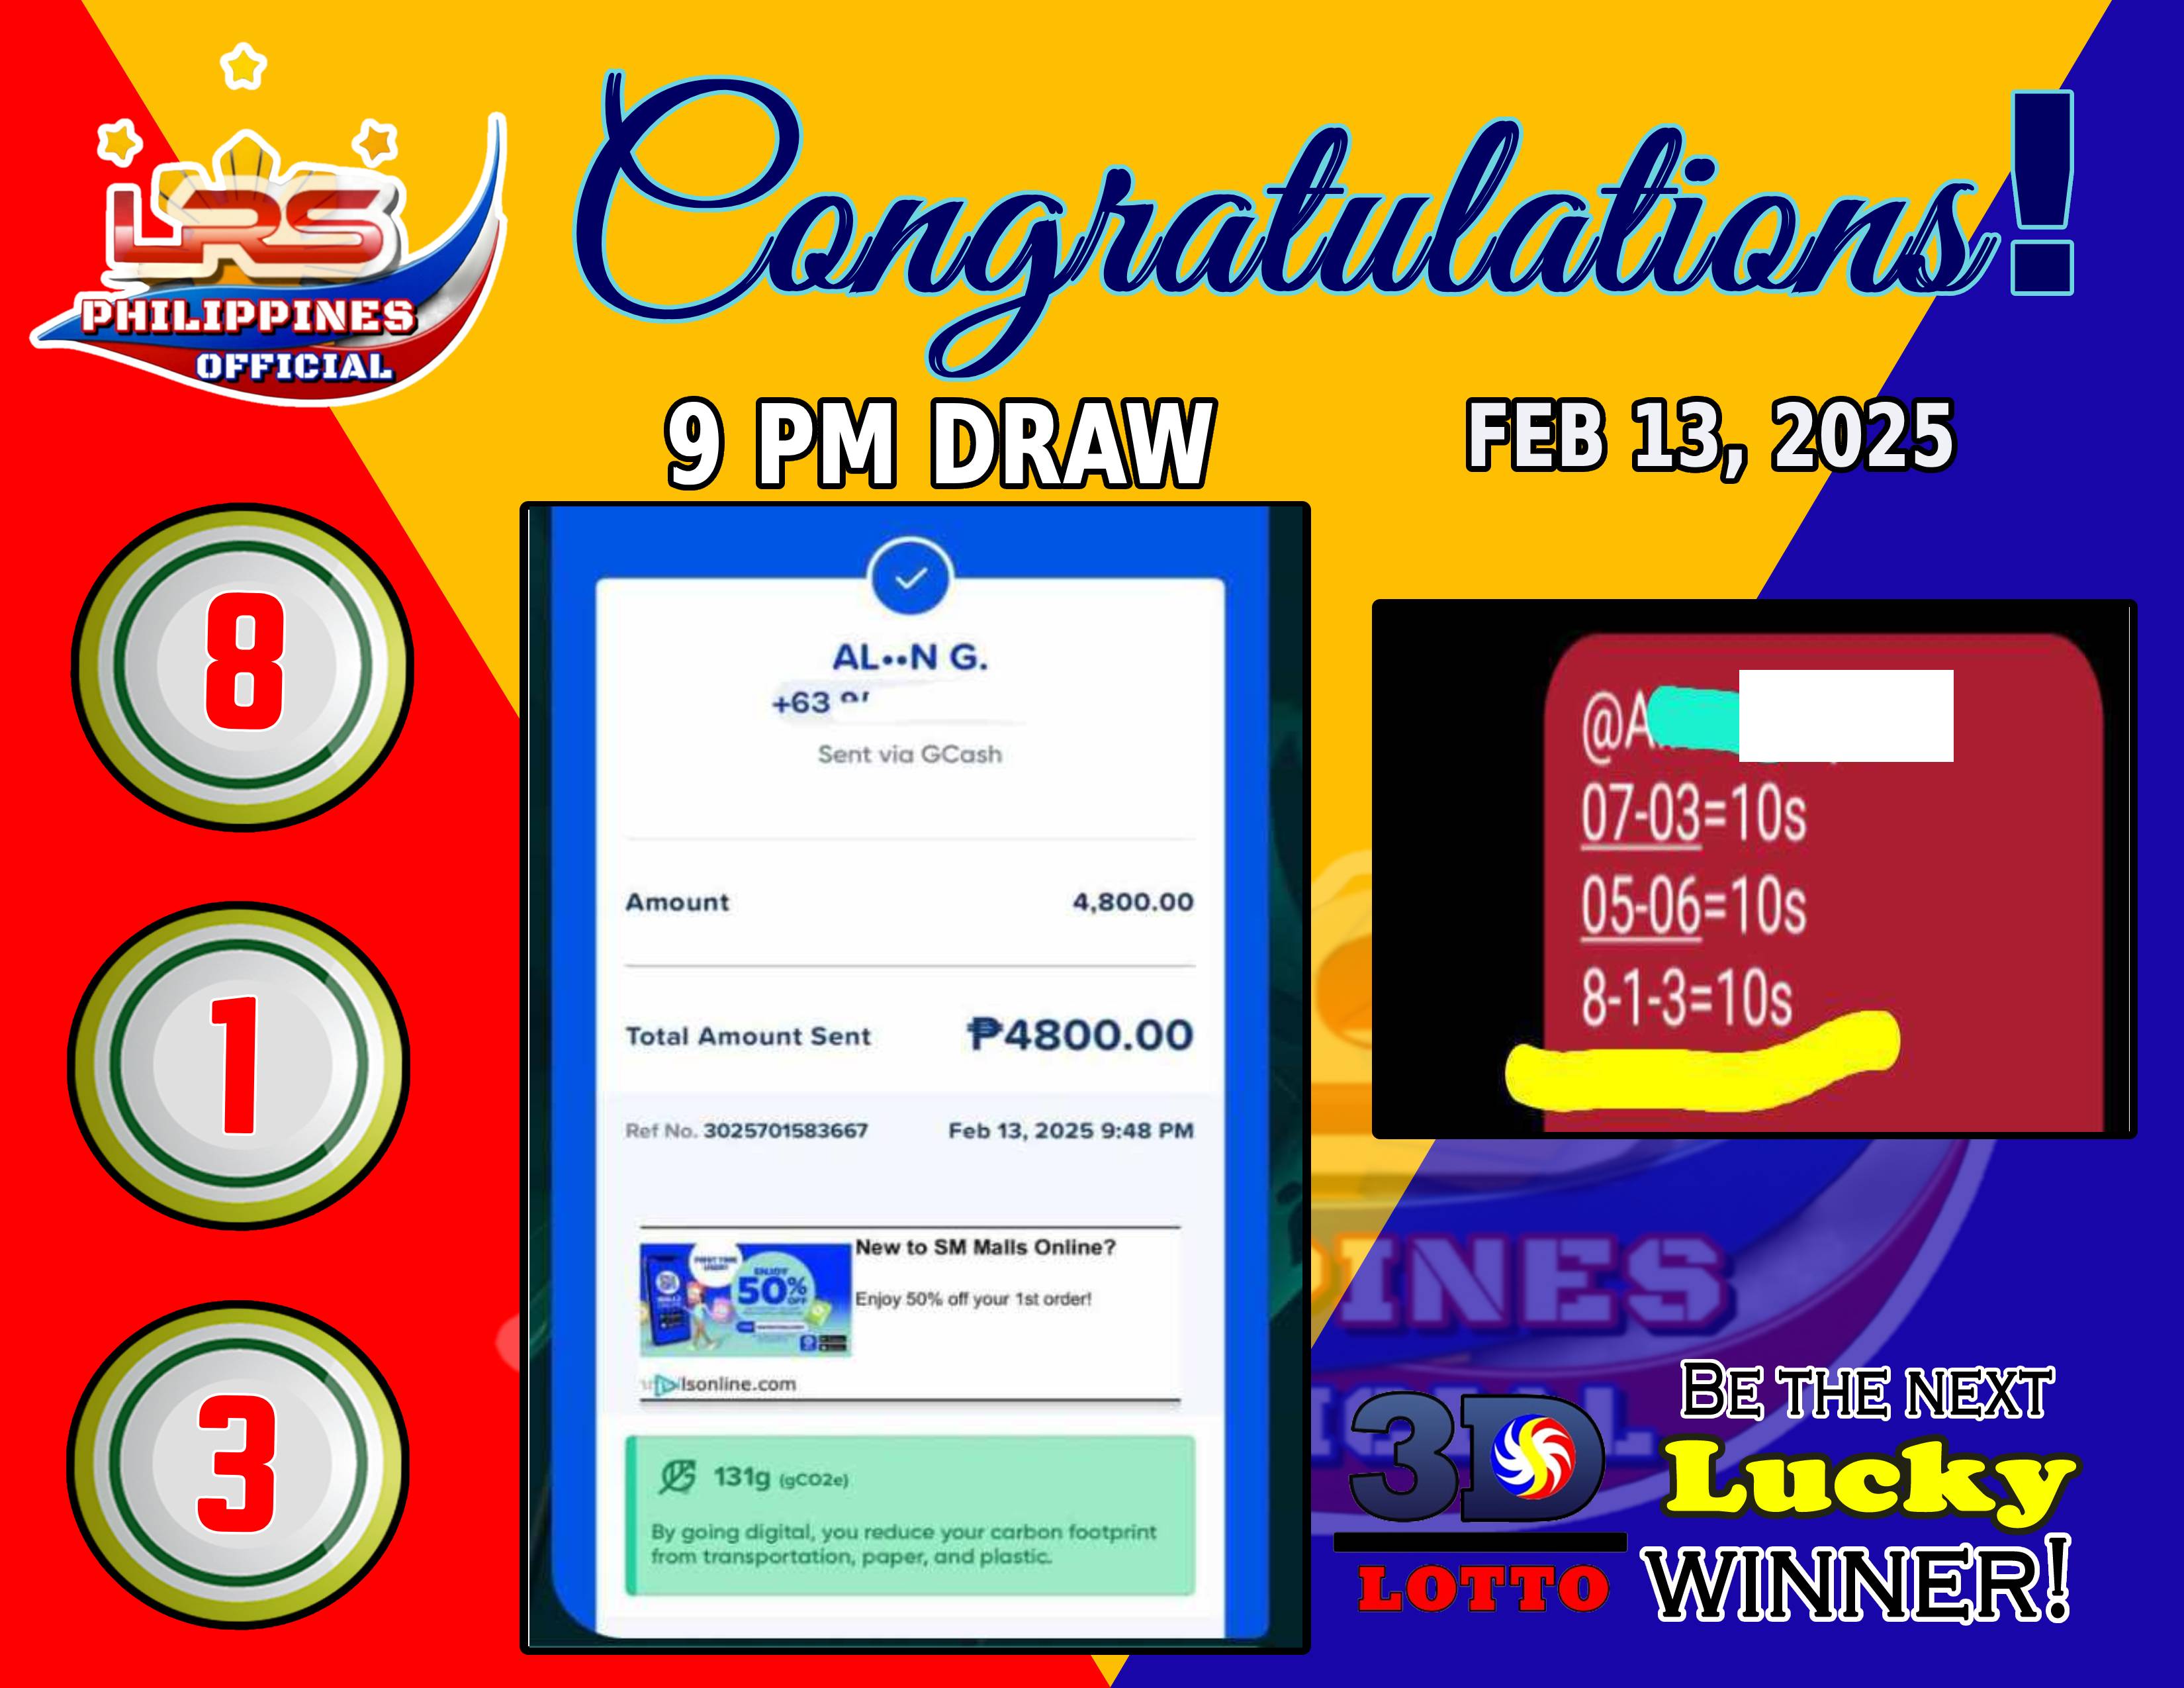 LRS
PHILIPPINES
OFFICIAL
Congratulations!
9 PM DRAW
FEB 13, 2025
8
1
3
AL••N G.
+63
Sent via GCash
Amount 4,800.00
Total Amount Sent ₱4800.00
Ref No. 3025701583667 Feb 13, 2025 9:48 PM
New to SM Malls Online?
ENJOY
50%
OFF
Enjoy 50% off your 1st order!
lsonline.com
131g (gCO2e)
By going digital, you reduce your carbon footprint
from transportation, paper, and plastic.
@A
07-03=10s
05-06=10s
8-1-3=10s
PINES
3D
LOTTO
BE THE NEXT
Lucky
WINNER!